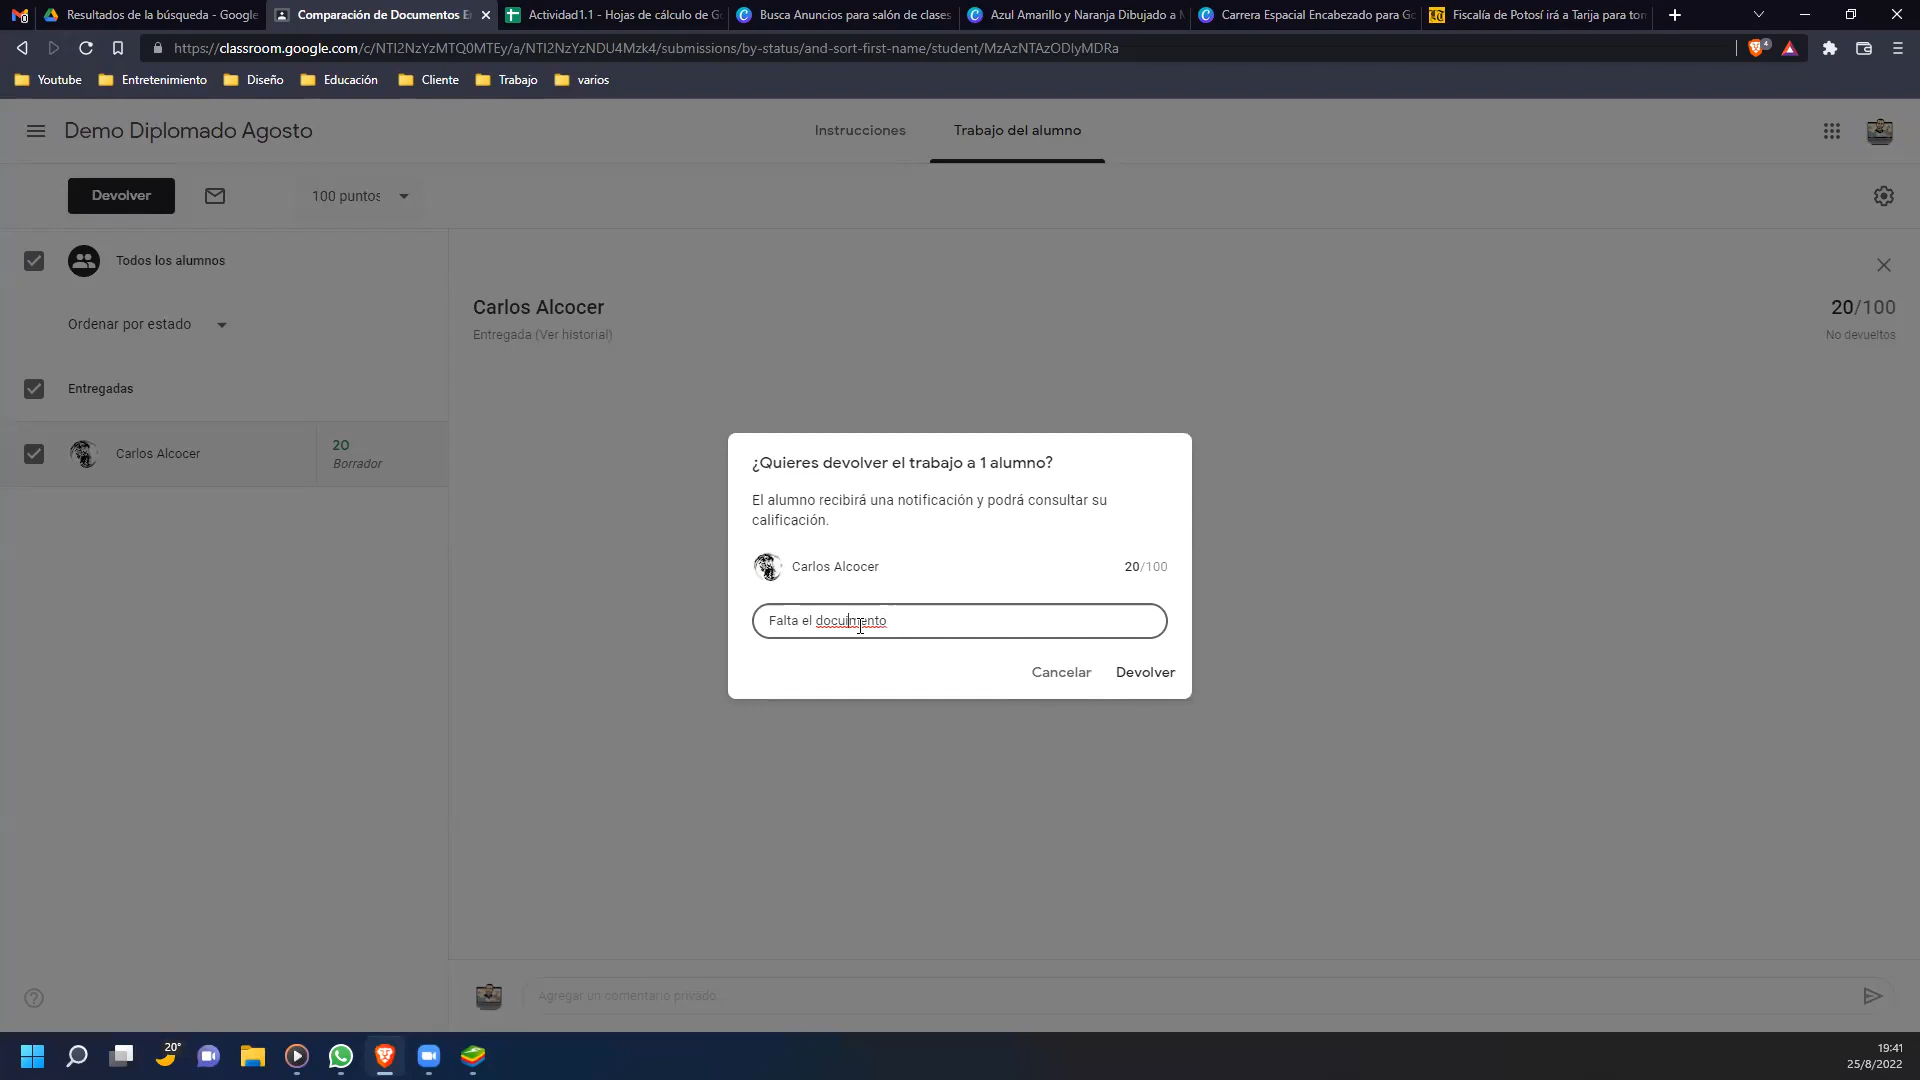 Resultados de la búsqueda - Google
Comparación de Documentos E
Actividad1.1 - Hojas de cálculo de Go
Busca Anuncios para salón de clases
Azul Amarillo y Naranja Dibujado a M
Carrera Espacial Encabezado para Go
Fiscalía de Potosí irá a Tarija para tom
https://classroom.google.com/c/NTI2NzYzMTQ0MTEy/a/NTI2NzYzNDU4Mzk4/submissions/by-status/and-sort-first-name/student/MzAzNTAzODIyMDRa
4
Youtube
Entretenimiento
Diseño
Educación
Cliente
Trabajo
varios
Demo Diplomado Agosto
Instrucciones
Trabajo del alumno
Devolver
100 puntos
Todos los alumnos
Ordenar por estado
Entregadas
Carlos Alcocer
20
Borrador
Carlos Alcocer
20/100
Entregada (Ver historial)
No devueltos
¿Quieres devolver el trabajo a 1 alumno?
El alumno recibirá una notificación y podrá consultar su
calificación.
Carlos Alcocer
20/100
Falta el docuimento
Cancelar
Devolver
Agregar un comentario privado...
20°
19:41
25/8/2022